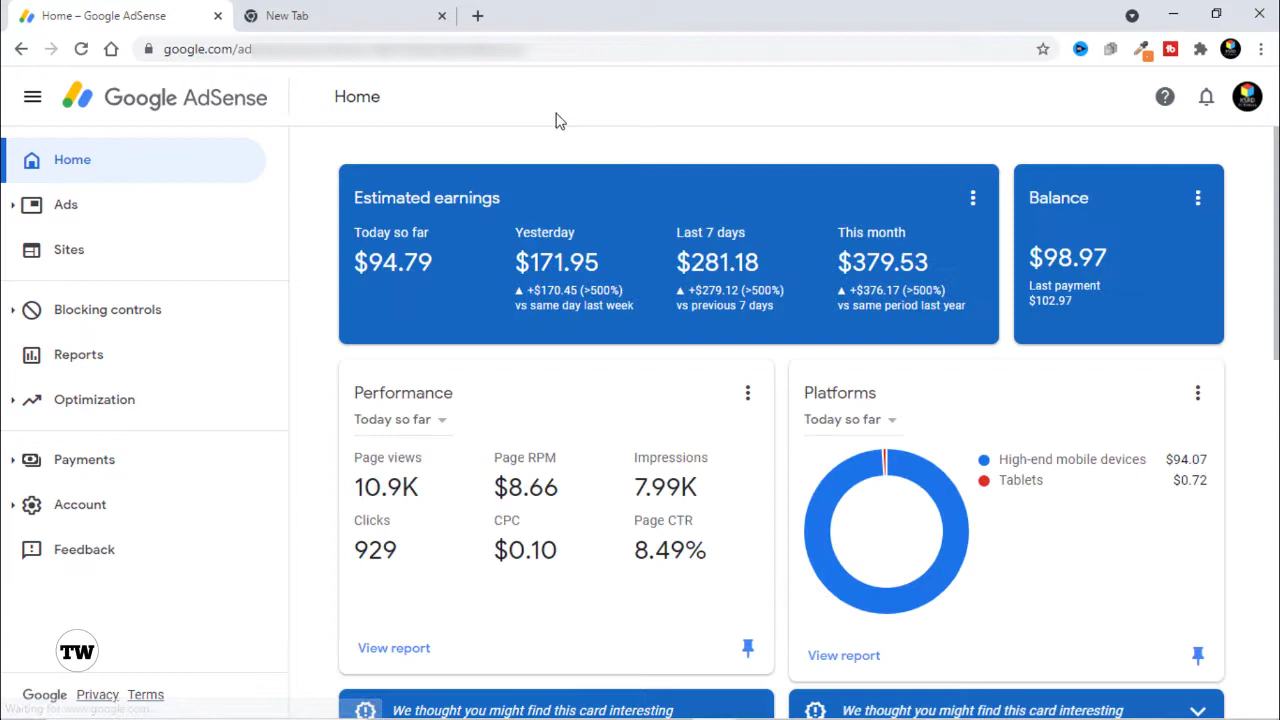 Home – Google AdSense
New Tab
google.com/ad
Google AdSense
Home
Home
Ads
Sites
Blocking controls
Reports
Optimization
Payments
Account
Feedback
TW
Google Privacy Terms
Waiting for www.google.com...
Estimated earnings
Today so far
$94.79
Yesterday
$171.95
+$170.45 (>500%)
vs same day last week
Last 7 days
$281.18
+$279.12 (>500%)
vs previous 7 days
This month
$379.53
+$376.17 (>500%)
vs same period last year
Balance
$98.97
Last payment
$102.97
Performance
Today so far
Page views
10.9K
Page RPM
$8.66
Impressions
7.99K
Clicks
929
CPC
$0.10
Page CTR
8.49%
View report
Platforms
Today so far
High-end mobile devices $94.07
Tablets $0.72
View report
We thought you might find this card interesting
We thought you might find this card interesting